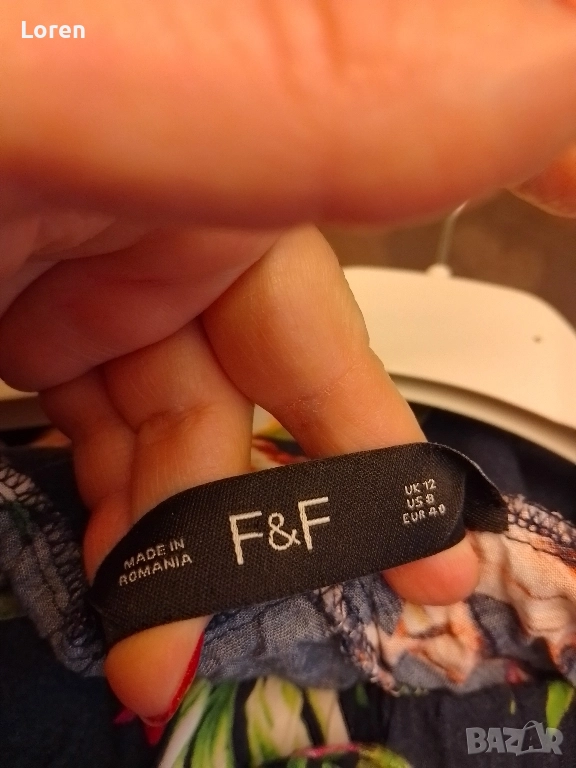 Loren
MADE IN
ROMANIA
F&F
UK 12
US 8
EUR 40
BAZAR